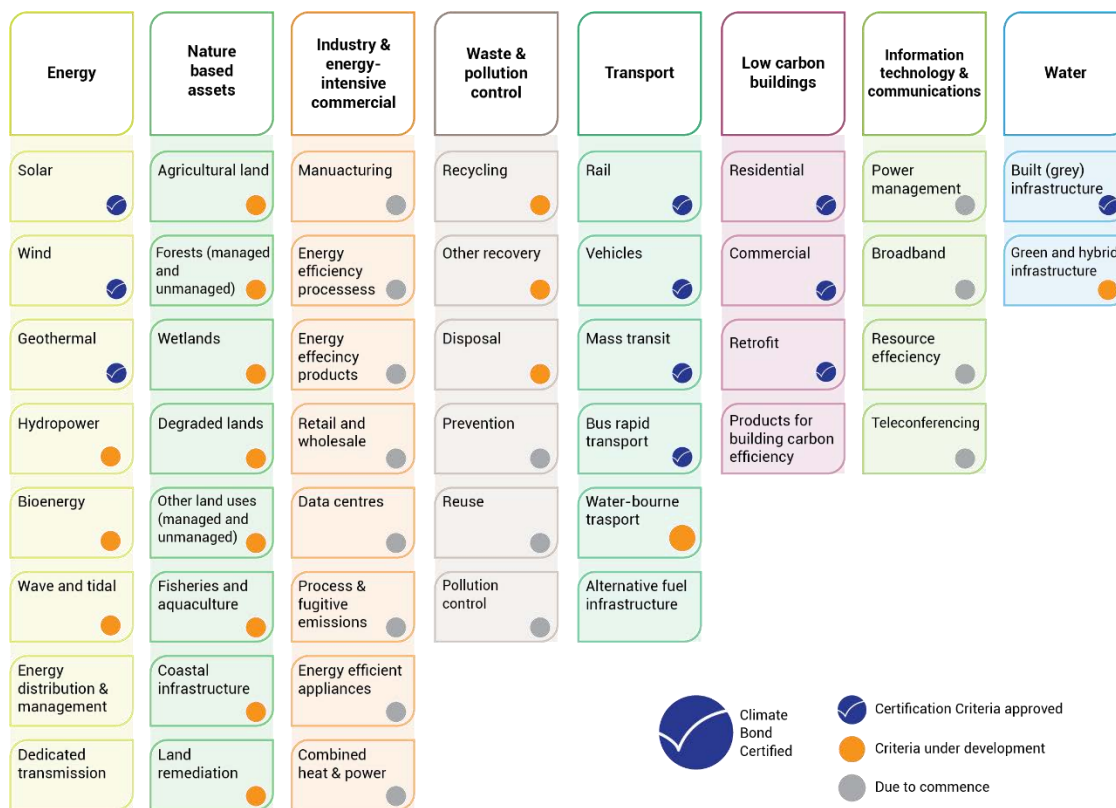 Energy
Solar
Wind
Geothermal
Hydropower
Bioenergy
Wave and tidal
Energy
distribution &
management
Dedicated
transmission
Nature
based
assets
Agricultural land
Forests (managed
and
unmanaged)
Wetlands
Degraded lands
Other land uses
(managed and
unmanaged)
Fisheries and
aquaculture
Coastal
infrastructure
Land
remediation
Industry &
energy-
intensive
commercial
Manuacturing
Energy
efficiency
processess
Energy
effecincy
products
Retail and
wholesale
Data centres
Process &
fugitive
emissions
Energy efficient
appliances
Combined
heat & power
Waste &
pollution
control
Recycling
Other recovery
Disposal
Prevention
Reuse
Pollution
control
Transport
Rail
Vehicles
Mass transit
Bus rapid
transport
Water-bourne
trasport
Alternative fuel
infrastructure
Low carbon
buildings
Residential
Commercial
Retrofit
Products for
building carbon
efficiency
Information
technology &
communications
Power
management
Broadband
Resource
effeciency
Teleconferencing
Water
Built (grey)
infrastructure
Green and hybrid
infrastructure
Climate
Bond
Certified
Certification Criteria approved
Criteria under development
Due to commence